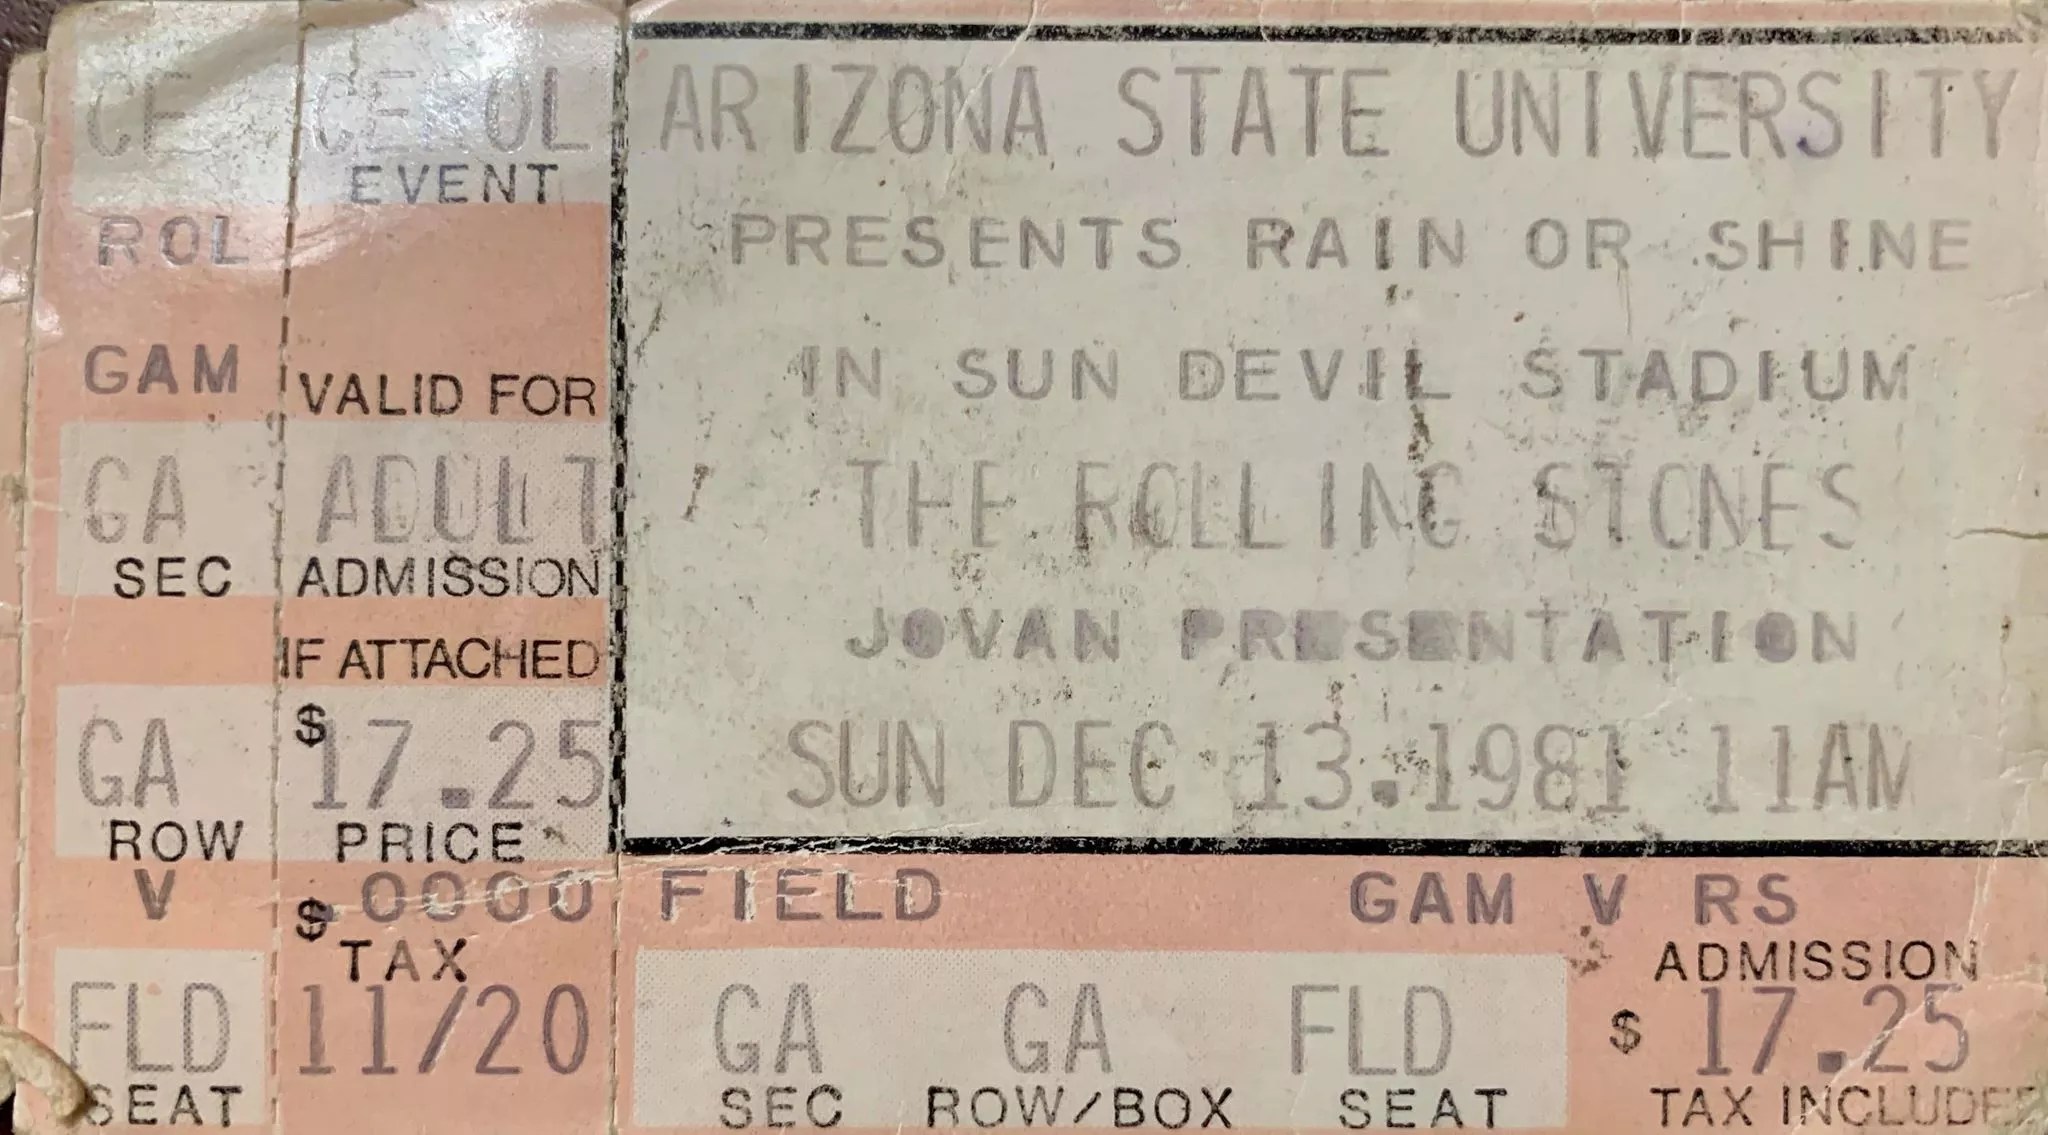 CE
ROL
GAM
GA
SEC
GA
ROW
V
FLD
SEAT
EVENT
VALID FOR
ADULT
ADMISSION
IF ATTACHED
$17.25
PRICE
$.0000
TAX
11/20
ARIZONA STATE UNIVERSITY
PRESENTS RAIN OR SHINE
IN SUN DEVIL STADIUM
THE ROLLING STONES
JOVAN PRESENTATION
SUN DEC 13.1981 11AM
FIELD GAM V RS
ADMISSION
GA GA FLD $ 17.25
SEC ROW/BOX SEAT TAX INCLUDED